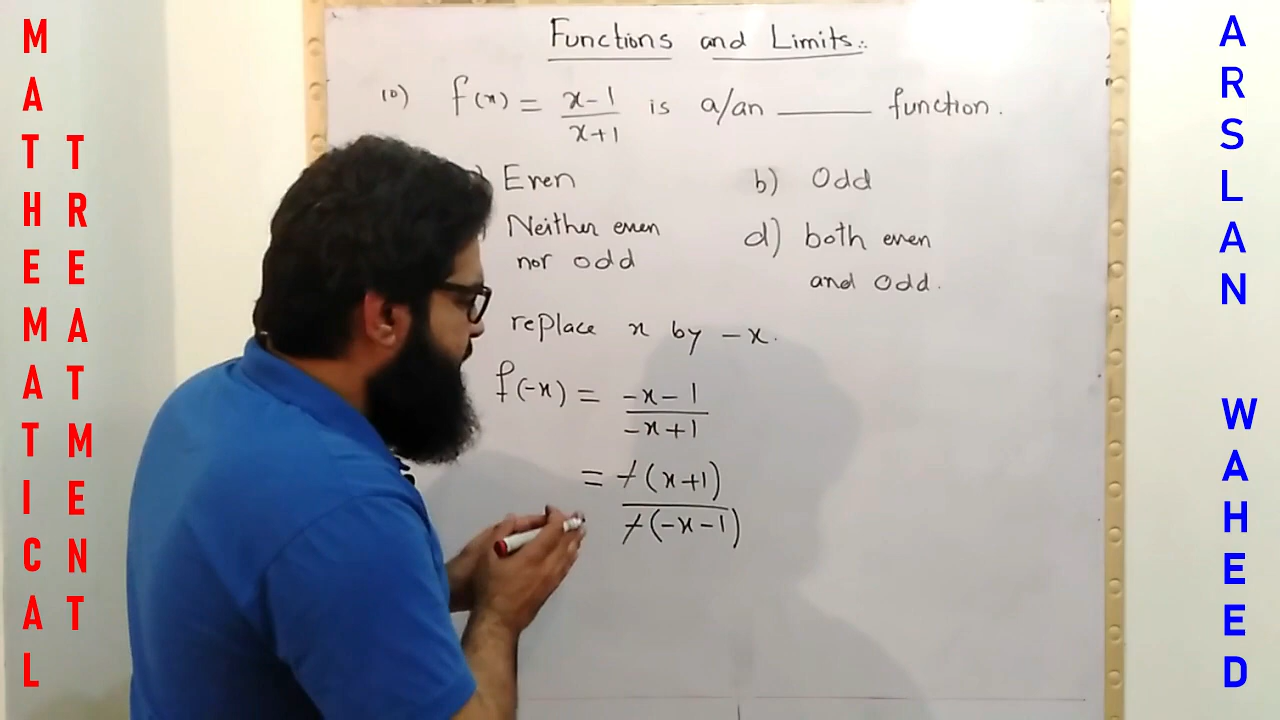 MATHEMATICAL
TREATMENT
Functions and Limits:.
(10) f(x) = x-1 / x+1 is a/an ______ function.
) Even
b) Odd
Neither even
nor odd
d) both even
and odd.
replace x by -x.
f(-x) = -x-1 / -x+1
= -(x+1) / -(-x-1)
ARSLAN
WAHEED